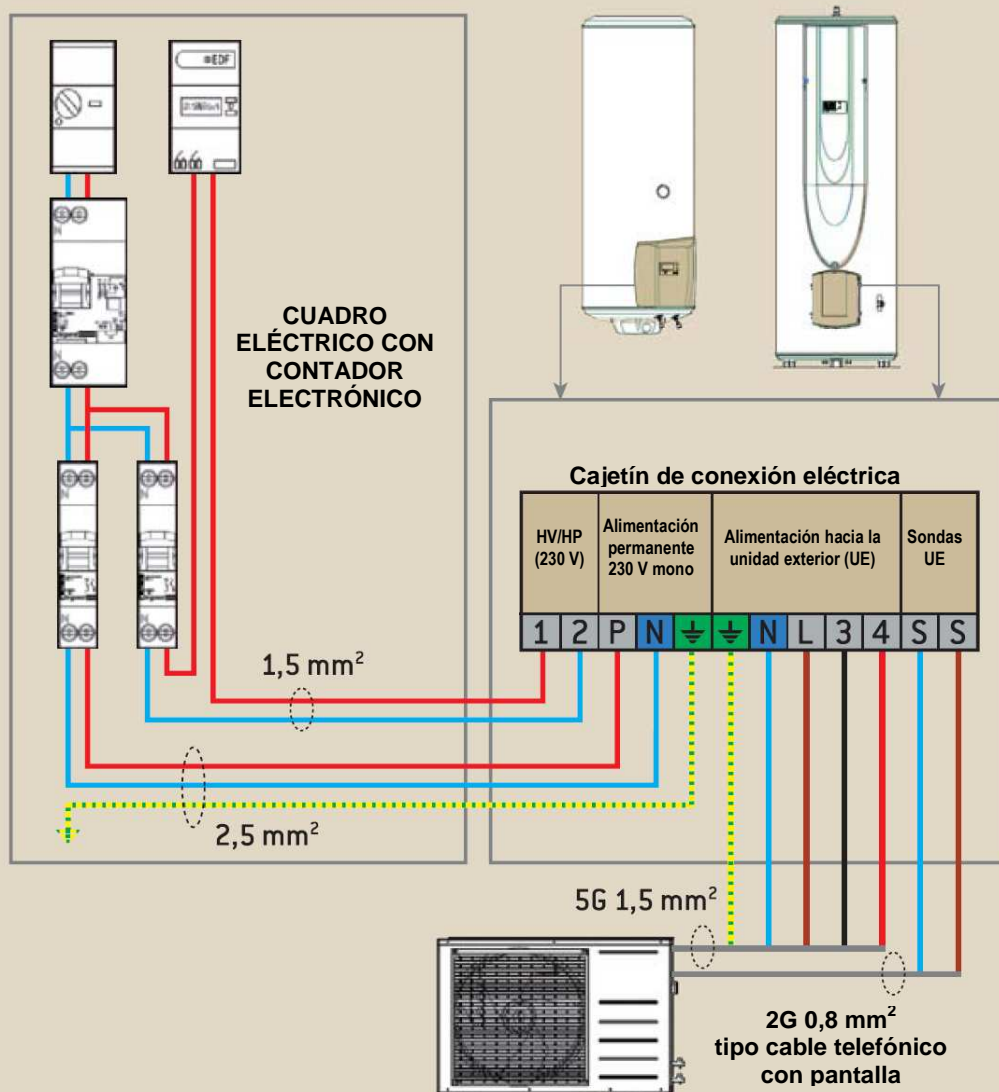 EDF
N
N
CUADRO
ELÉCTRICO CON
CONTADOR
ELECTRÓNICO
N
N
N
N
Cajetín de conexión eléctrica
HV/HP
(230 V)
Alimentación
permanente
230 V mono
Alimentación hacia la
unidad exterior (UE)
Sondas
UE
1 2 P N N L 3 4 S S
1,5 mm²
2,5 mm²
5G 1,5 mm²
2G 0,8 mm²
tipo cable telefónico
con pantalla